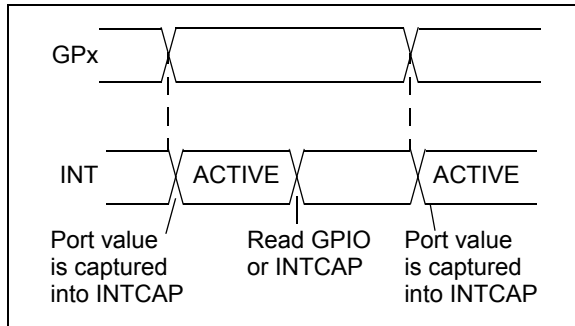 GPx
INT
ACTIVE
ACTIVE
Port value
is captured
into INTCAP
Read GPIO
or INTCAP
Port value
is captured
into INTCAP